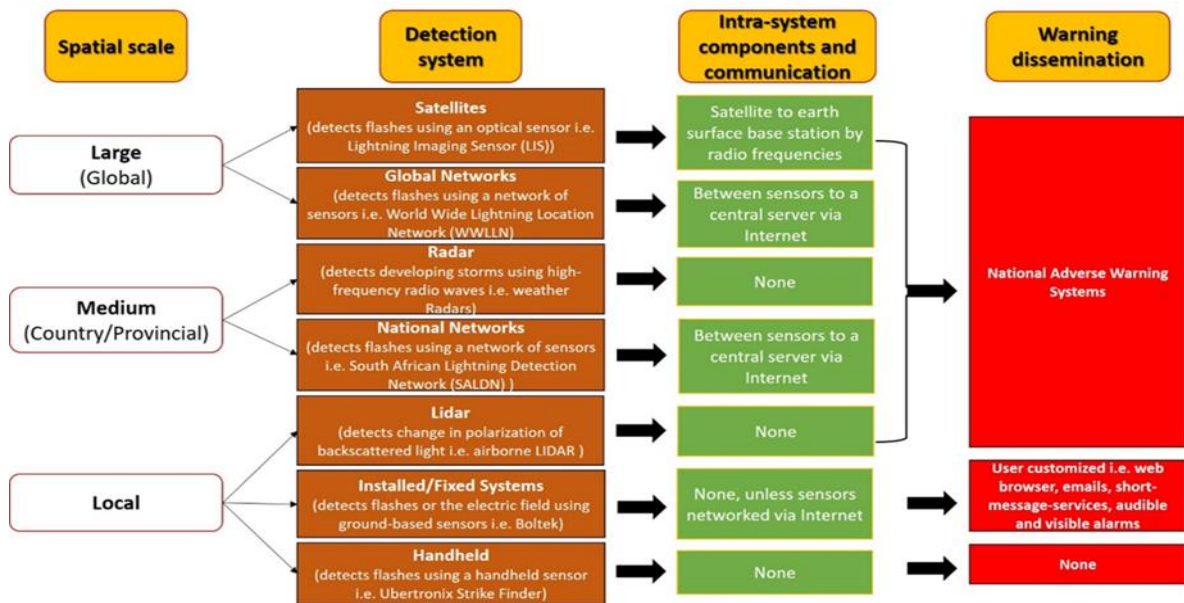 Spatial scale
Detection
system
Intra-system
components and
communication
Warning
dissemination
Large
(Global)
Satellites
(detects flashes using an optical sensor i.e.
Lightning Imaging Sensor (LIS))
Satellite to earth
surface base station by
radio frequencies
Global Networks
(detects flashes using a network of
sensors i.e. World Wide Lightning Location
Network (WWLLN)
Between sensors to a
central server via
Internet
Medium
(Country/Provincial)
Radar
(detects developing storms using high-
frequency radio waves i.e. weather
Radars)
None
National Networks
(detects flashes using a network of sensors
i.e. South African Lightning Detection
Network (SALDN) )
Between sensors to a
central server via
Internet
National Adverse Warning
Systems
Local
Lidar
(detects change in polarization of
backscattered light i.e. airborne LIDAR )
None
Installed/Fixed Systems
(detects flashes or the electric field using
ground-based sensors i.e. Boltek)
None, unless sensors
networked via Internet
User customized i.e. web
browser, emails, short-
message-services, audible
and visible alarms
Handheld
(detects flashes using a handheld sensor
i.e. Ubertronix Strike Finder)
None
None